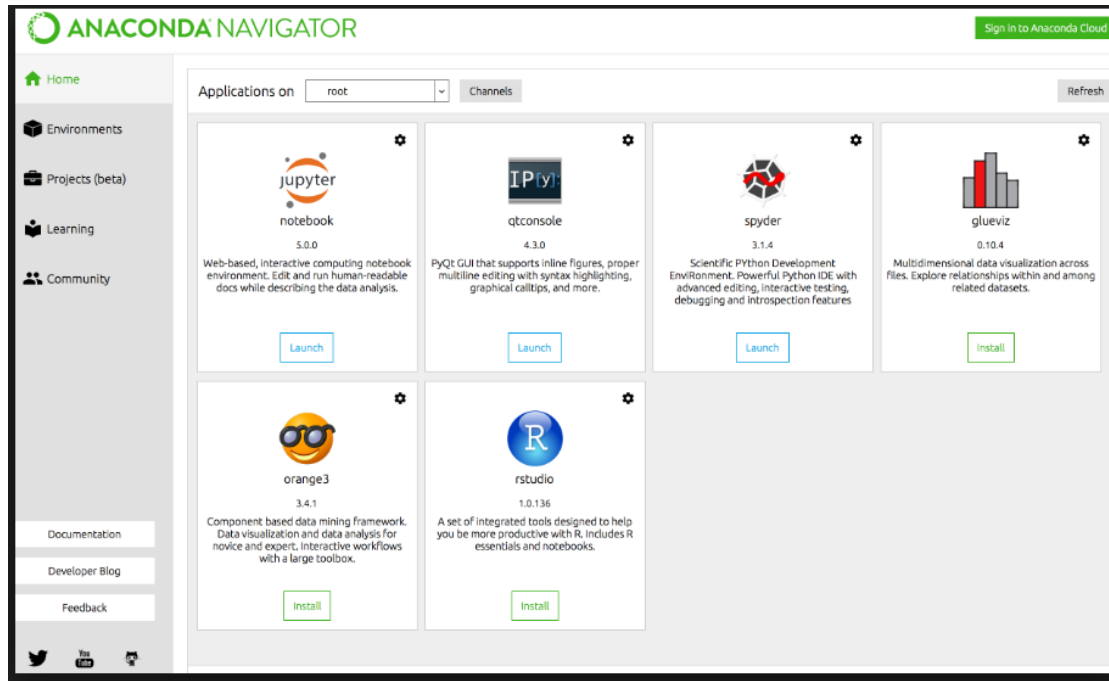 ANACONDA NAVIGATOR
Sign in to Anaconda Cloud
Home
Environments
Projects (beta)
Learning
Community
Documentation
Developer Blog
Feedback
You
Tube
Applications on root Channels Refresh
jupyter
notebook
5.0.0
Web-based, interactive computing notebook
environment. Edit and run human-readable
docs while describing the data analysis.
Launch
IP[y]:
qtconsole
4.3.0
PyQt GUI that supports inline figures, proper
multiline editing with syntax highlighting,
graphical calltips, and more.
Launch
spyder
3.1.4
Scientific PYthon Development
EnviRonment. Powerful Python IDE with
advanced editing, interactive testing,
debugging and introspection features
Launch
glueviz
0.10.4
Multidimensional data visualization across
files. Explore relationships within and among
related datasets.
Install
orange3
3.4.1
Component based data mining framework.
Data visualization and data analysis for
novice and expert. Interactive workflows
with a large toolbox.
Install
R
rstudio
1.0.136
A set of integrated tools designed to help
you be more productive with R. Includes R
essentials and notebooks.
Install